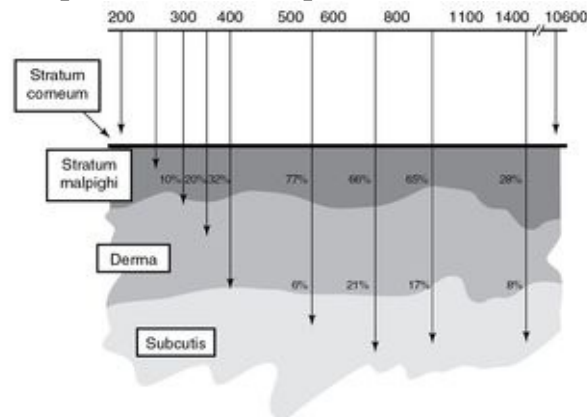 200 300 400 500 600 800 1100 1400 10600
Stratum
corneum
Stratum
malpighi
10% 20% 32% 77% 66% 65% 28%
Derma
6% 21% 17% 8%
Subcutis